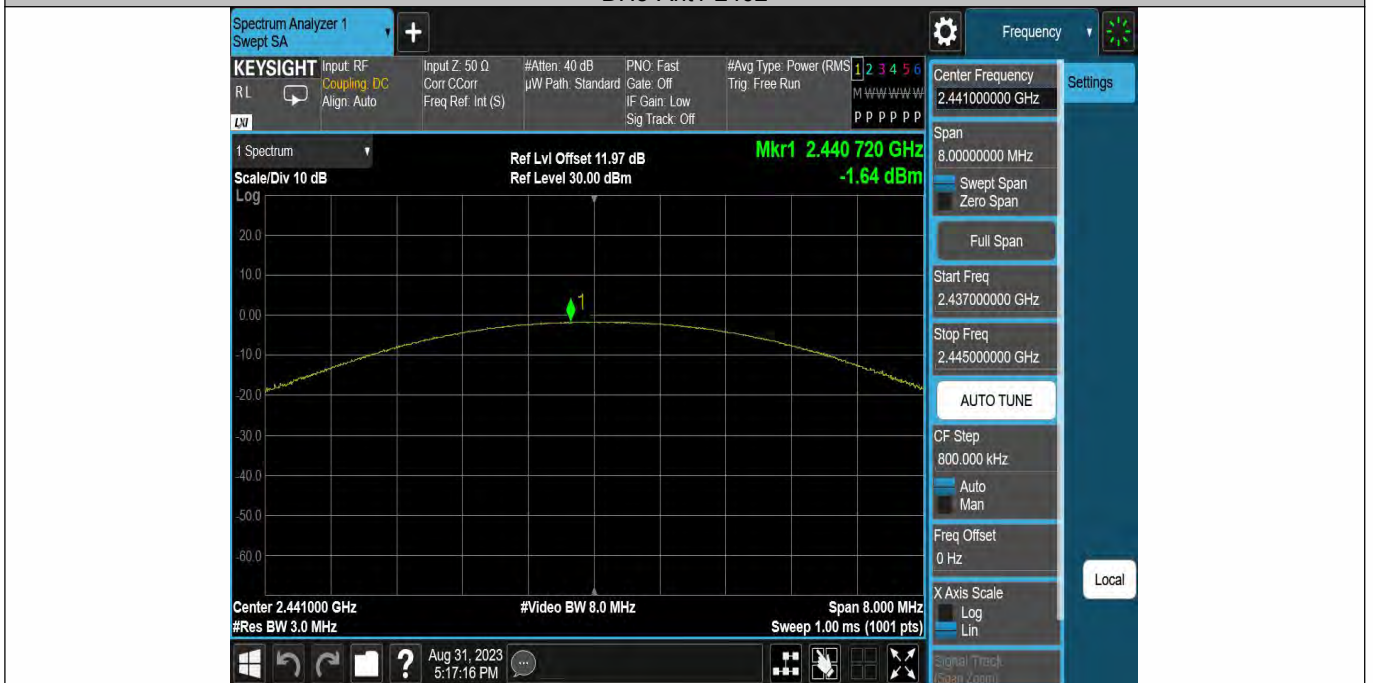 Spectrum Analyzer 1
Swept SA
Frequency
KEYSIGHT
RL
LXI
Input: RF
Coupling: DC
Align: Auto
Input Z: 50 Ω
Corr CCorr
Freq Ref: Int (S)
#Atten: 40 dB
µW Path: Standard
PNO: Fast
Gate: Off
IF Gain: Low
Sig Track: Off
#Avg Type: Power (RMS
Trig: Free Run
1 2 3 4 5 6
M W W W W W
P P P P P P
1 Spectrum
Scale/Div 10 dB
Ref Lvl Offset 11.97 dB
Ref Level 30.00 dBm
Mkr1 2.440 720 GHz
-1.64 dBm
Log
20.0
10.0
0.00
-10.0
-20.0
-30.0
-40.0
-50.0
-60.0
1
Center 2.441000 GHz
#Video BW 8.0 MHz
Span 8.000 MHz
#Res BW 3.0 MHz
Sweep 1.00 ms (1001 pts)
?
Aug 31, 2023
5:17:16 PM
Center Frequency
2.441000000 GHz
Settings
Span
8.00000000 MHz
Swept Span
Zero Span
Full Span
Start Freq
2.437000000 GHz
Stop Freq
2.445000000 GHz
AUTO TUNE
CF Step
800.000 kHz
Auto
Man
Freq Offset
0 Hz
X Axis Scale
Log
Lin
Local
Signal Track
(Span Zoom)